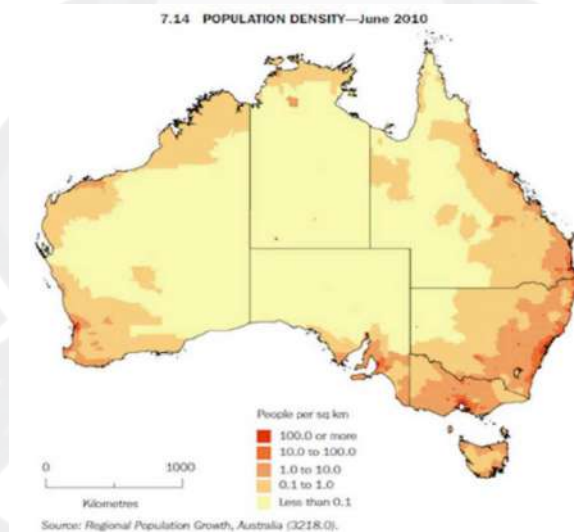 7.14 POPULATION DENSITY—June 2010
People per sq km
100.0 or more
10.0 to 100.0
1.0 to 10.0
0.1 to 1.0
Less than 0.1
0 1000
Kilometres
Source: Regional Population Growth, Australia (3218.0).